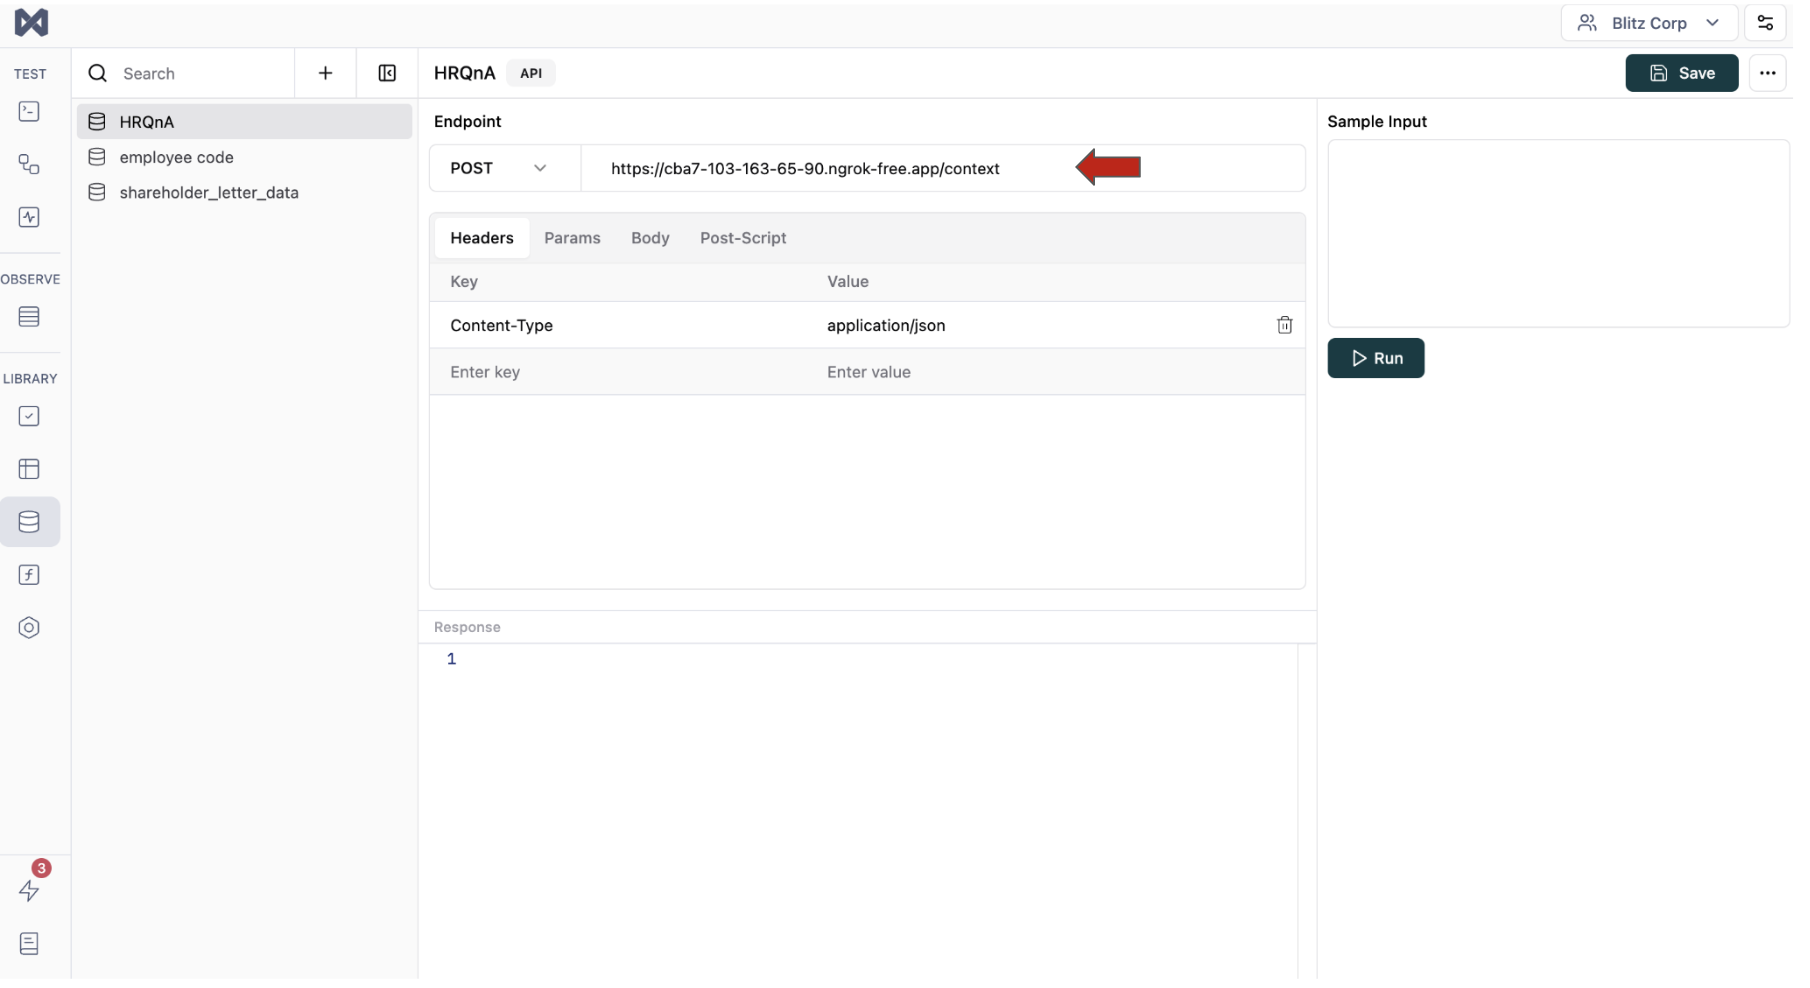 Blitz Corp
TEST
Search
HRQnA API
Save
HRQnA
employee code
shareholder_letter_data
OBSERVE
LIBRARY
3
Endpoint
POST
https://cba7-103-163-65-90.ngrok-free.app/context
Headers Params Body Post-Script
Key Value
Content-Type application/json
Enter key Enter value
Response
1
Sample Input
Run